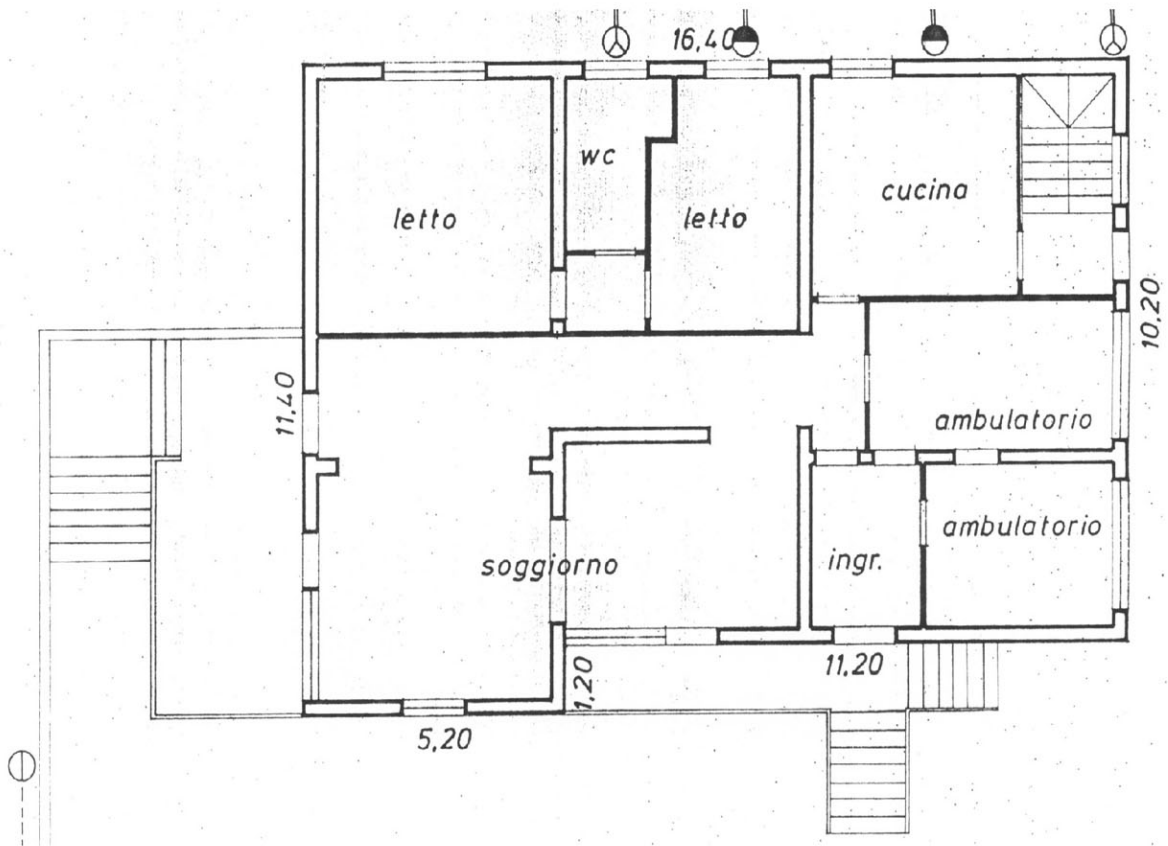 16,40
wc
letto
letto
cucina
10,20
11,40
ambulatorio
ambulatorio
soggiorno
ingr.
1,20
11,20
5,20